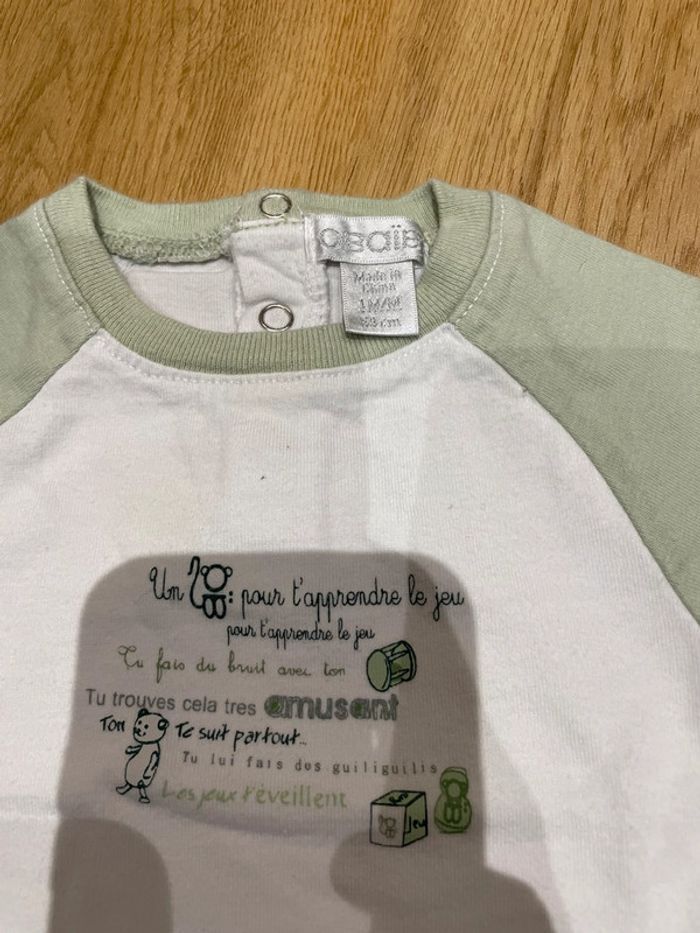 obaïbi
Made in
China
1M/M
53 cm
Un : pour t'apprendre le jeu
pour t'apprendre le jeu
Tu fais du bruit avec ton
Tu trouves cela tres amusant
Ton Te suit partout...
Tu lui fais des guiliguilis
Les jeux t'éveillent
Jeu